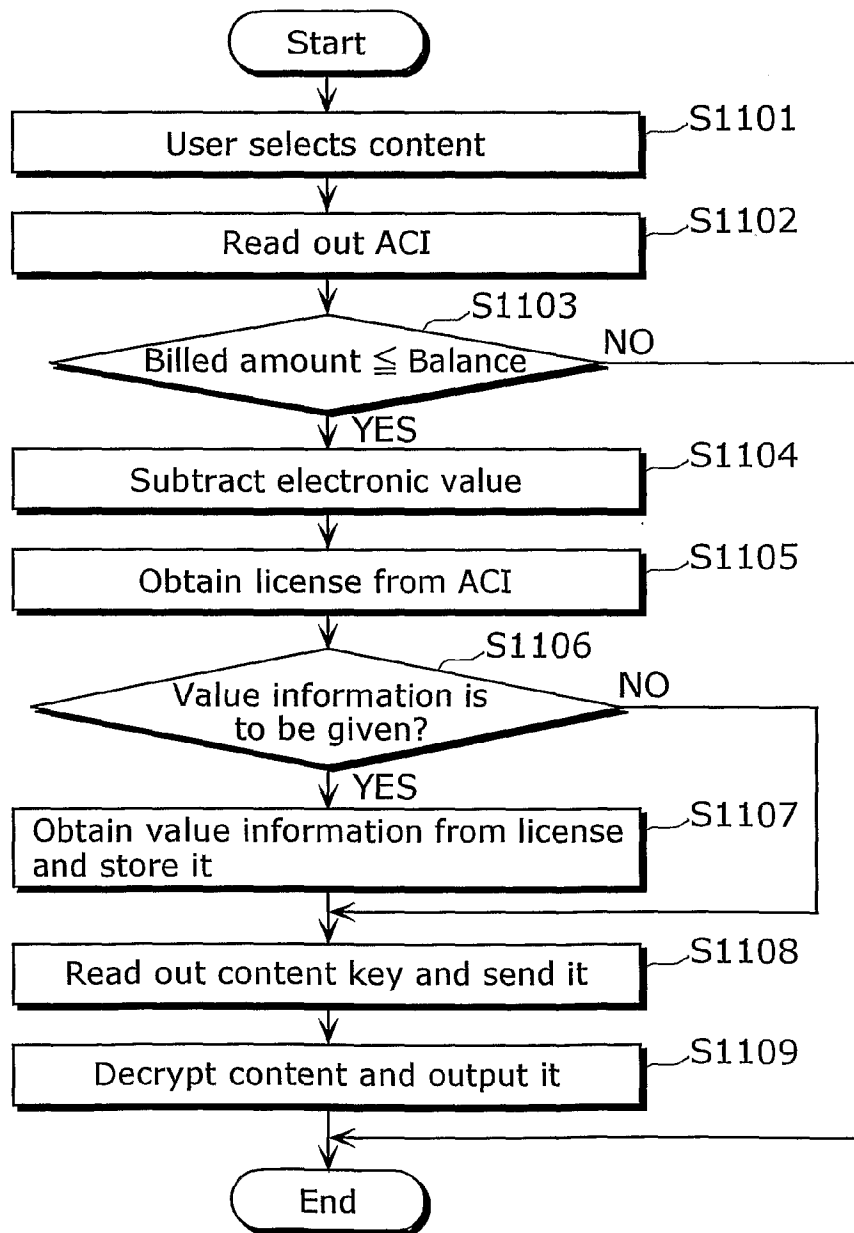 Start
S1101
User selects content
S1102
Read out ACI
S1103
Billed amount ≦ Balance
NO
YES
S1104
Subtract electronic value
S1105
Obtain license from ACI
S1106
Value information is
to be given?
NO
YES
S1107
Obtain value information from license
and store it
S1108
Read out content key and send it
S1109
Decrypt content and output it
End